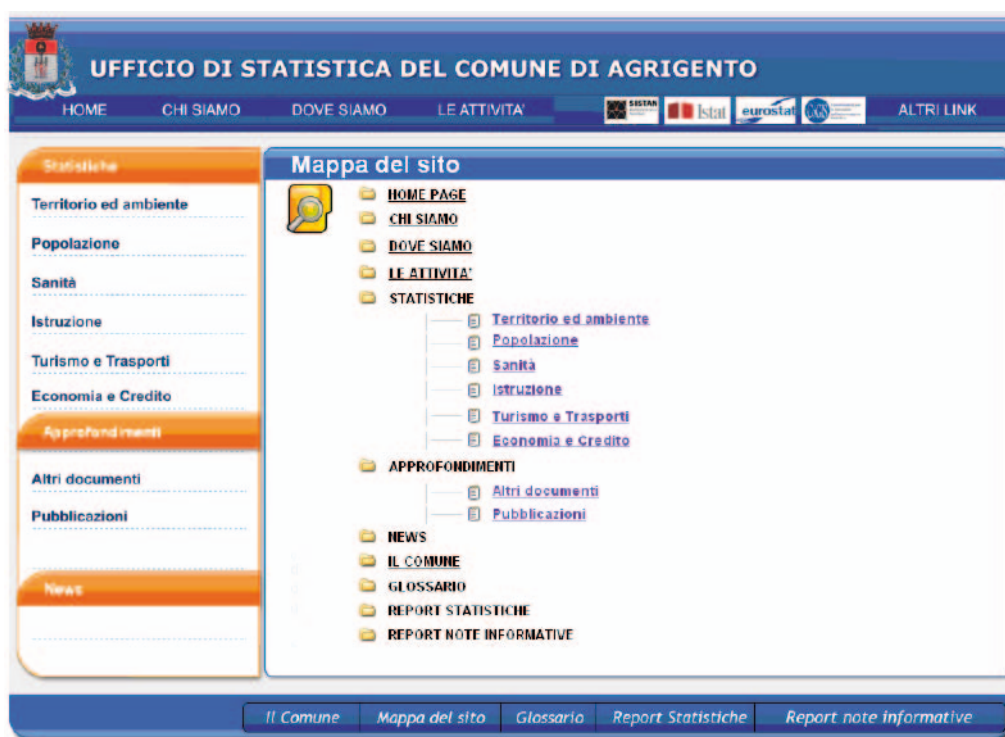 UFFICIO DI STATISTICA DEL COMUNE DI AGRIGENTO
HOME CHI SIAMO DOVE SIAMO LE ATTIVITA' SISTAN Istat eurostat ALTRI LINK
Statistiche
Territorio ed ambiente
Popolazione
Sanità
Istruzione
Turismo e Trasporti
Economia e Credito
Approfondimenti
Altri documenti
Pubblicazioni
News
Mappa del sito
HOME PAGE
CHI SIAMO
DOVE SIAMO
LE ATTIVITA'
STATISTICHE
Territorio ed ambiente
Popolazione
Sanità
Istruzione
Turismo e Trasporti
Economia e Credito
APPROFONDIMENTI
Altri documenti
Pubblicazioni
NEWS
IL COMUNE
GLOSSARIO
REPORT STATISTICHE
REPORT NOTE INFORMATIVE
Il Comune Mappa del sito Glossario Report Statistiche Report note informative